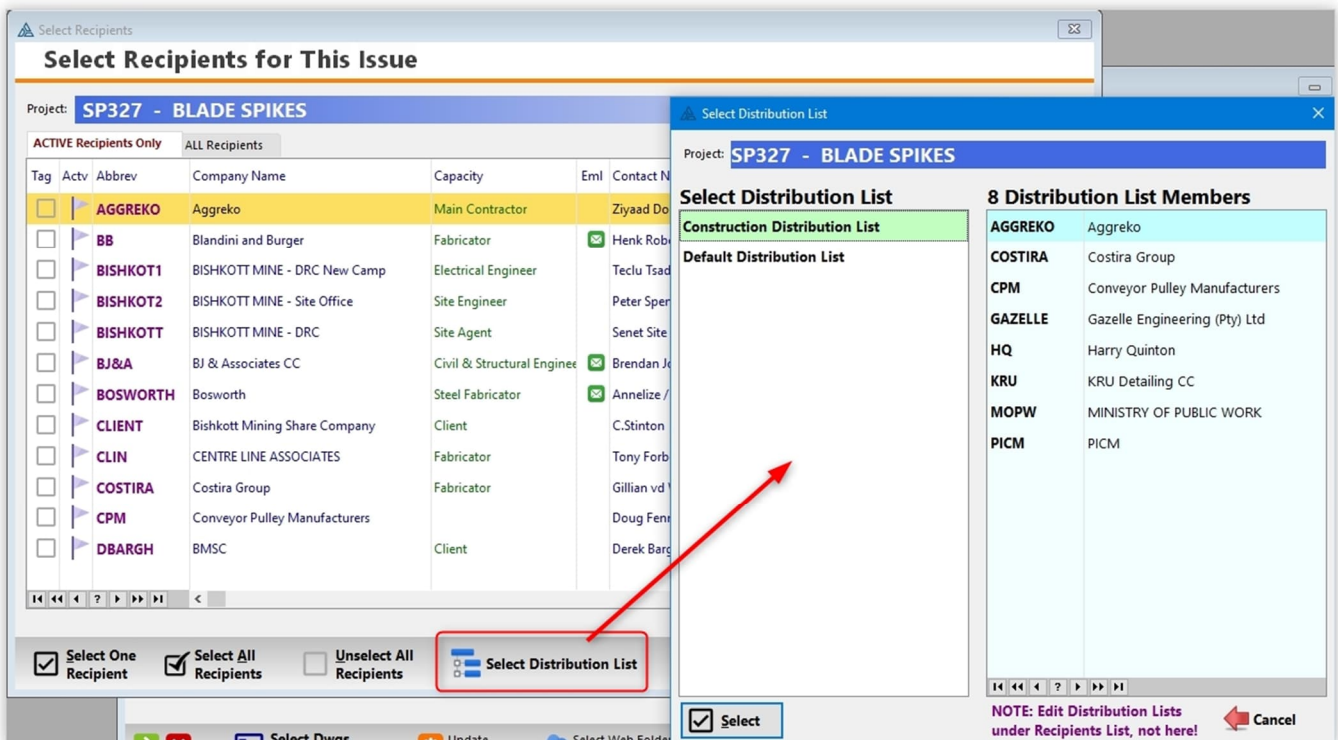 Select Recipients
Select Recipients for This Issue
Project: SP327 - BLADE SPIKES
ACTIVE Recipients Only ALL Recipients
Tag Actv Abbrev Company Name Capacity Eml Contact N
AGGREKO Aggreko Main Contractor Ziyaad Do
BB Blandini and Burger Fabricator Henk Robe
BISHKOT1 BISHKOTT MINE - DRC New Camp Electrical Engineer Teclu Tsad
BISHKOT2 BISHKOTT MINE - Site Office Site Engineer Peter Spen
BISHKOTT BISHKOTT MINE - DRC Site Agent Senet Site
BJ&A BJ & Associates CC Civil & Structural Enginee Brendan Jo
BOSWORTH Bosworth Steel Fabricator Annelize /
CLIENT Bishkott Mining Share Company Client C.Stinton
CLIN CENTRE LINE ASSOCIATES Fabricator Tony Forb
COSTIRA Costira Group Fabricator Gillian vd
CPM Conveyor Pulley Manufacturers Doug Fenn
DBARGH BMSC Client Derek Barg
Select One
Recipient
Select All
Recipients
Unselect All
Recipients
Select Distribution List
Select Distribution List
Project: SP327 - BLADE SPIKES
Select Distribution List
Construction Distribution List
Default Distribution List
8 Distribution List Members
AGGREKO Aggreko
COSTIRA Costira Group
CPM Conveyor Pulley Manufacturers
GAZELLE Gazelle Engineering (Pty) Ltd
HQ Harry Quinton
KRU KRU Detailing CC
MOPW MINISTRY OF PUBLIC WORK
PICM PICM
Select
NOTE: Edit Distribution Lists
under Recipients List, not here!
Cancel
Select Dwgs Update Select Web Folder